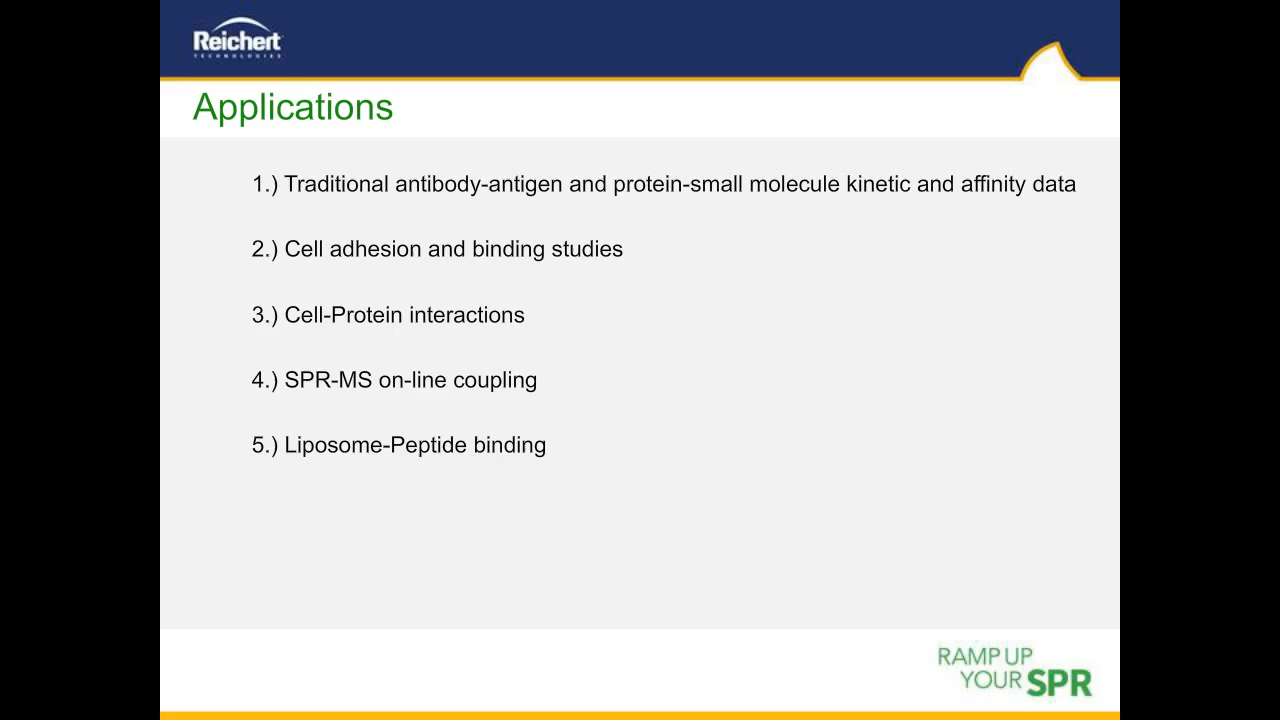 Reichert
TECHNOLOGIES
Applications
1.) Traditional antibody-antigen and protein-small molecule kinetic and affinity data
2.) Cell adhesion and binding studies
3.) Cell-Protein interactions
4.) SPR-MS on-line coupling
5.) Liposome-Peptide binding
RAMP UP
YOUR SPR